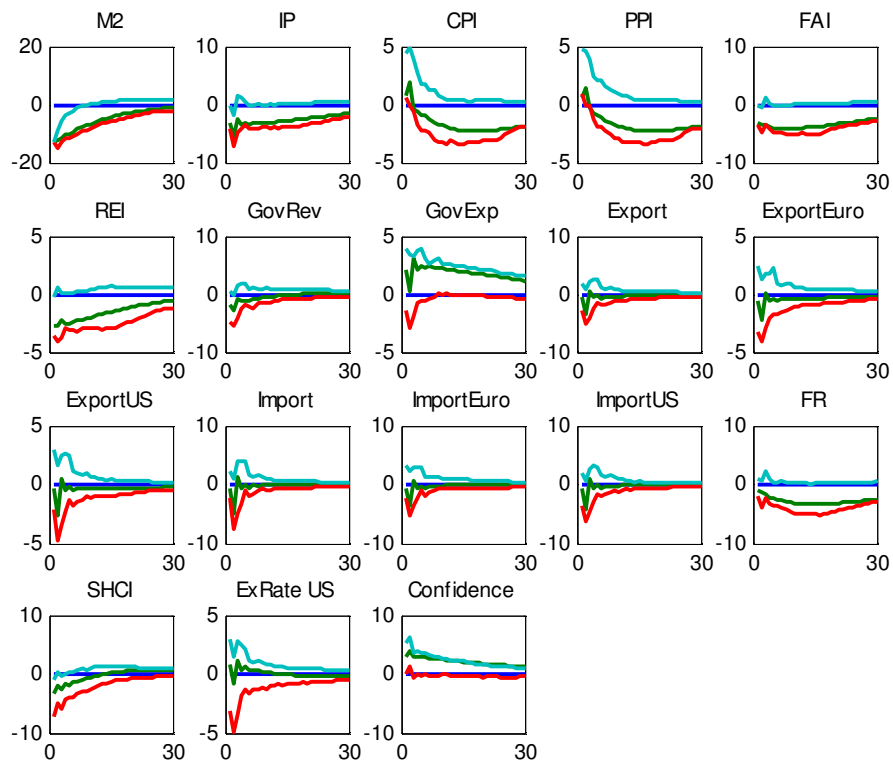 M2 IP CPI PPI FAI
20 10 5 5 10
0 0 0 0 0
-20 -10 -5 -5 -10
0 30 0 30 0 30 0 30 0 30
REI GovRev GovExp Export ExportEuro
5 10 10 10 5
0 0 0 0 0
-5 -10 -5 -10 -5
0 30 0 30 0 30 0 30 0 30
ExportUS Import ImportEuro ImportUS FR
5 10 10 10 10
0 0 0 0 0
-5 -10 -10 -10 -10
0 30 0 30 0 30 0 30 0 30
SHCI ExRate US Confidence
10 5 10
0 0 0
-10 -5 -10
0 30 0 30 0 30